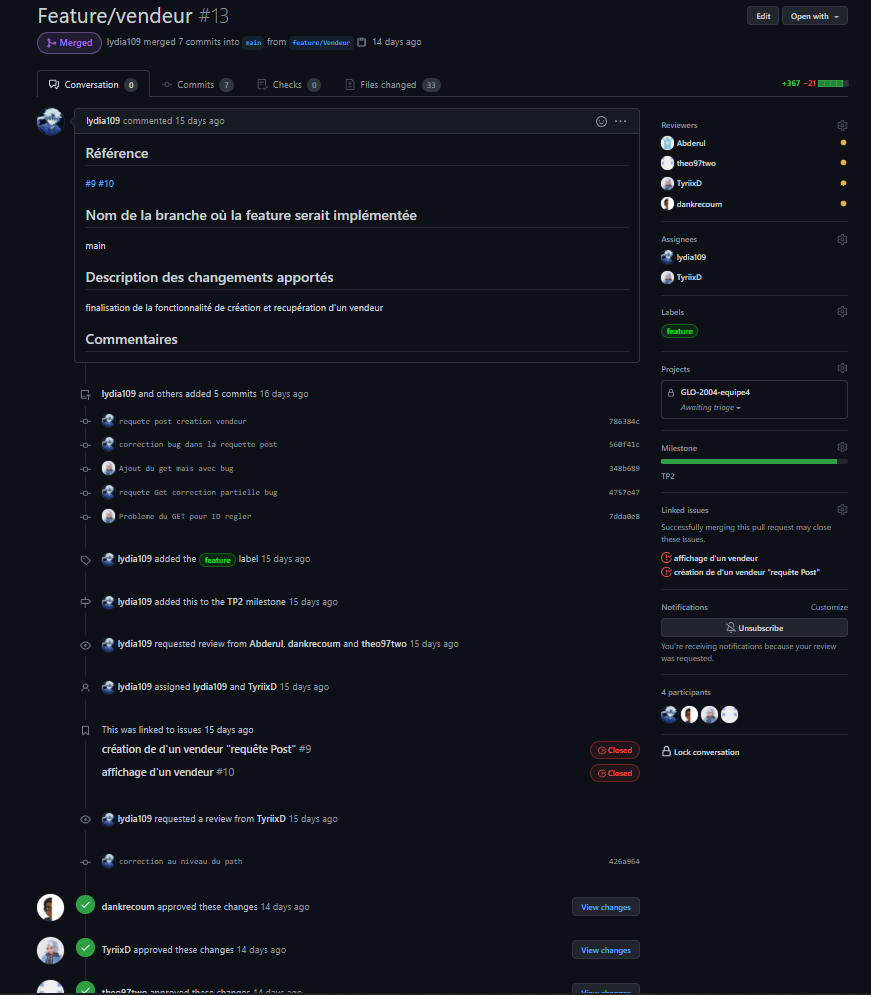 Feature/vendeur #13
Edit
Open with
Merged
lydia109 merged 7 commits into main from feature/Vendeur 14 days ago
Conversation 0
Commits 7
Checks 0
Files changed 33
+367 −21
lydia109 commented 15 days ago
Référence
#9 #10
Nom de la branche où la feature serait implémentée
main
Description des changements apportés
finalisation de la fonctionnalité de création et recupération d'un vendeur
Commentaires
lydia109 and others added 5 commits 16 days ago
requete post creation vendeur 786384c
correction bug dans la requette post 560f41c
Ajout du get mais avec bug 348b689
requete Get correction partielle bug 4757e47
Probleme du GET pour ID regler 7dda0e8
lydia109 added the feature label 15 days ago
lydia109 added this to the TP2 milestone 15 days ago
lydia109 requested review from Abderul, dankrecoum and theo97two 15 days ago
lydia109 assigned lydia109 and TyriixD 15 days ago
This was linked to issues 15 days ago
création de d'un vendeur "requête Post" #9 Closed
affichage d'un vendeur #10 Closed
lydia109 requested a review from TyriixD 15 days ago
correction au niveau du path 426a964
dankrecoum approved these changes 14 days ago View changes
TyriixD approved these changes 14 days ago View changes
theo97two approved these changes 14 days ago View changes
Reviewers
Abderul
theo97two
TyriixD
dankrecoum
Assignees
lydia109
TyriixD
Labels
feature
Projects
GLO-2004-equipe4
Awaiting triage
Milestone
TP2
Linked issues
Successfully merging this pull request may close
these issues.
affichage d'un vendeur
création de d'un vendeur "requête Post"
Notifications
Customize
Unsubscribe
You're receiving notifications because your review
was requested.
4 participants
Lock conversation